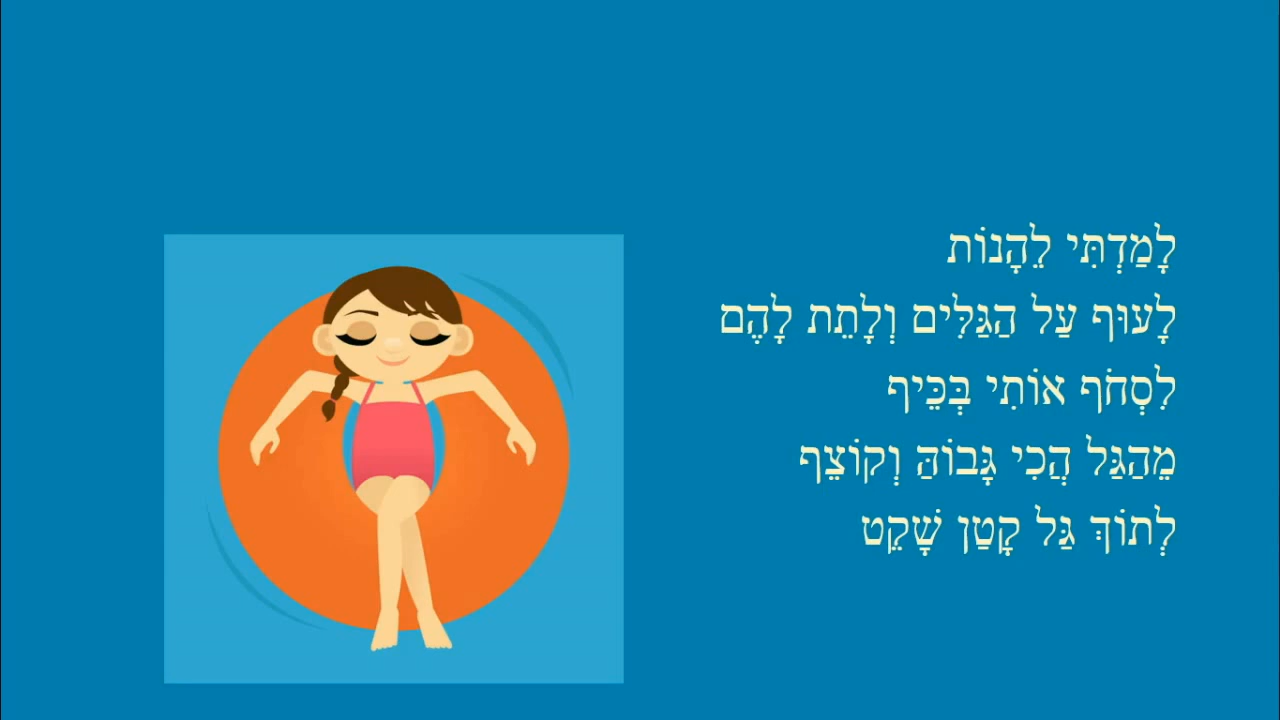 לָמַדְתִּי לֵהָנוֹת
לָעוּף עַל הַגַּלִּים וְלָתֵת לָהֶם
לִסְחֹף אוֹתִי בְּכֵּיף
מֵהַגַּל הֲכִי גָּבוֹהַּ וְקוֹצֵף
לְתוֹךְ גַּל קָטַן שָׁקֵט